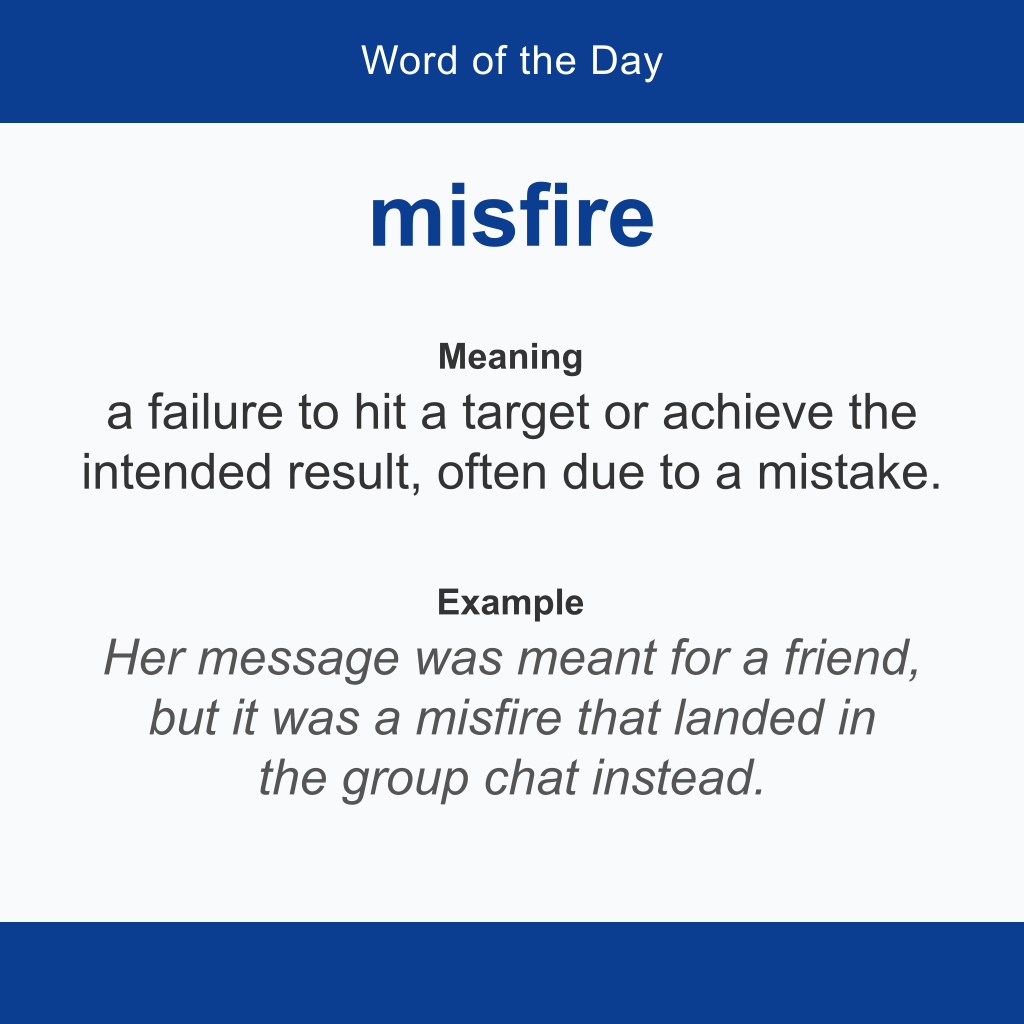 Word of the Day
misfire
Meaning
a failure to hit a target or achieve the
intended result, often due to a mistake.
Example
Her message was meant for a friend,
but it was a misfire that landed in
the group chat instead.